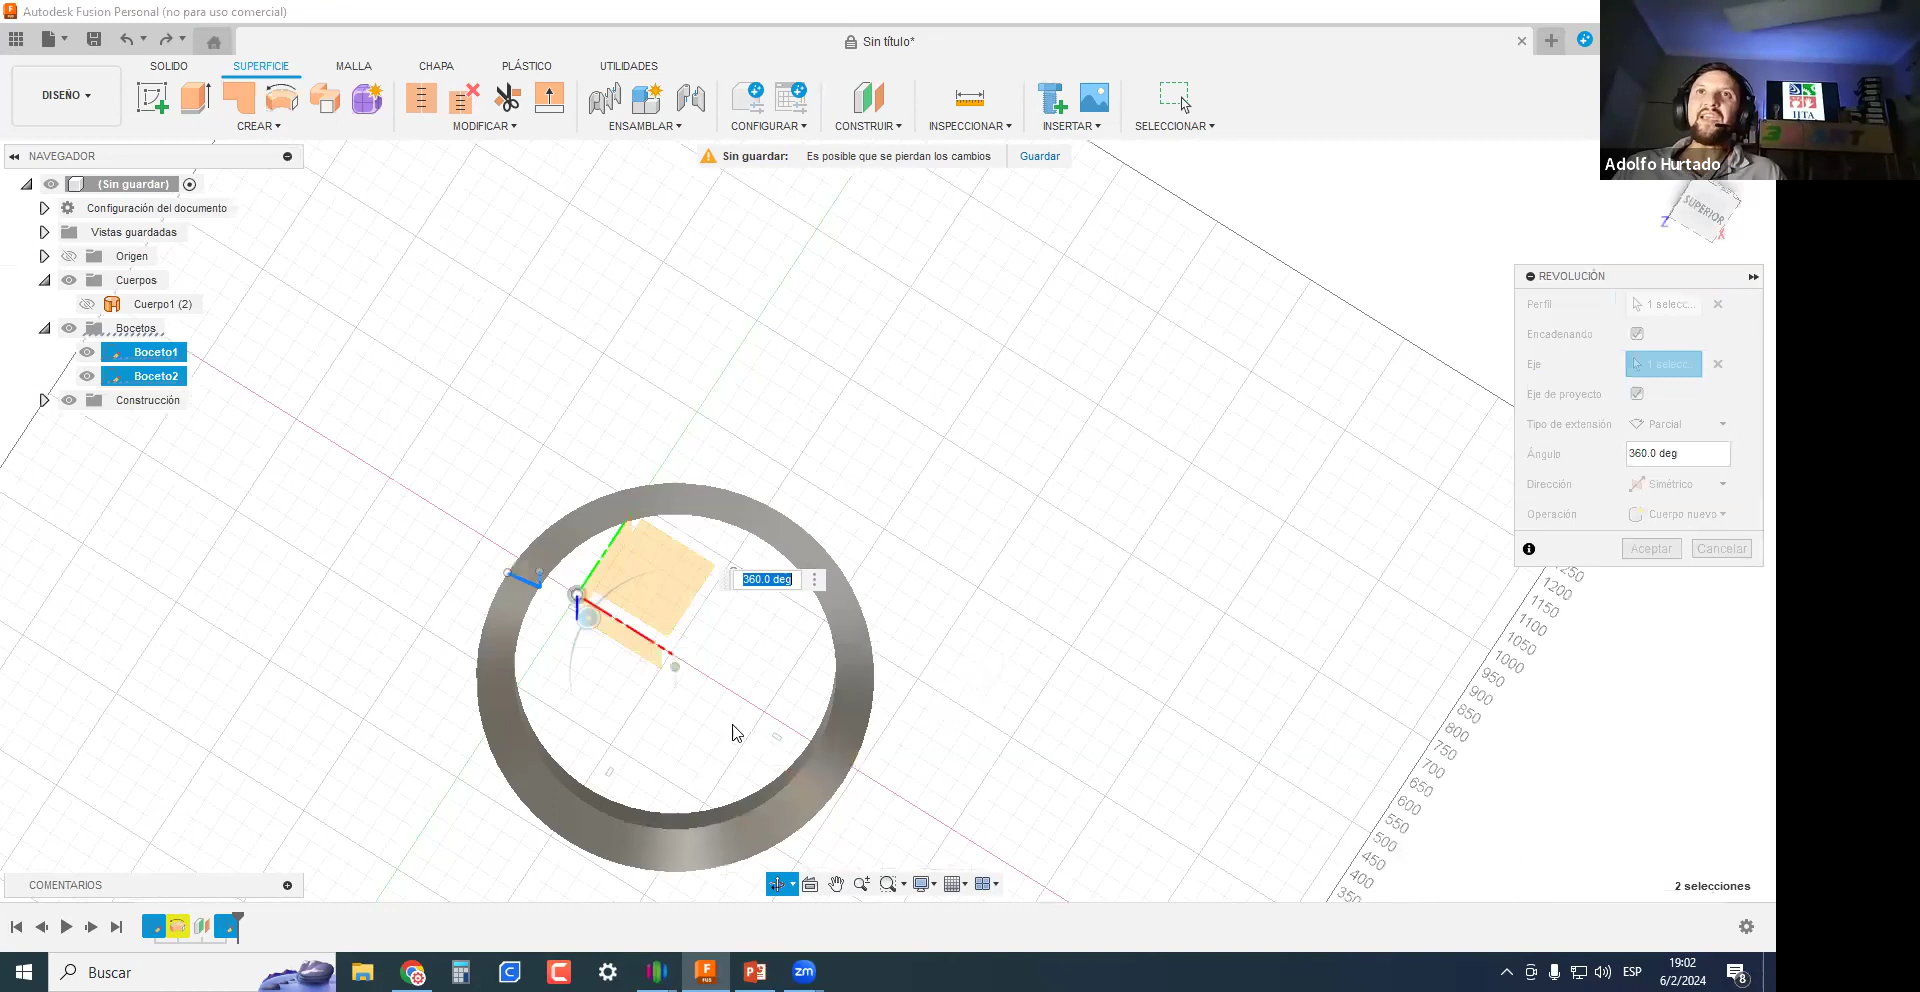 Autodesk Fusion Personal (no para uso comercial)
Sin título*
SOLIDO SUPERFICIE MALLA CHAPA PLÁSTICO UTILIDADES
DISEÑO
CREAR MODIFICAR ENSAMBLAR CONFIGURAR CONSTRUIR INSPECCIONAR INSERTAR SELECCIONAR
IITA
Adolfo Hurtado
NAVEGADOR
Sin guardar: Es posible que se pierdan los cambios Guardar
(Sin guardar)
Configuración del documento
Vistas guardadas
Origen
Cuerpos
Cuerpo1 (2)
Bocetos
Boceto1
Boceto2
Construcción
SUPERIOR
Z
X
REVOLUCIÓN
Perfil 1 selecc...
Encadenando
Eje 1 selecc...
Eje de proyecto
Tipo de extensión Parcial
Ángulo 360.0 deg
Dirección Simétrico
Operación Cuerpo nuevo
Aceptar Cancelar
360.0 deg
1250
1200
1150
1100
1050
1000
950
900
850
800
750
700
650
600
550
500
450
400
350
COMENTARIOS
2 selecciones
Buscar
FUS
zm
ESP
19:02
6/2/2024
8